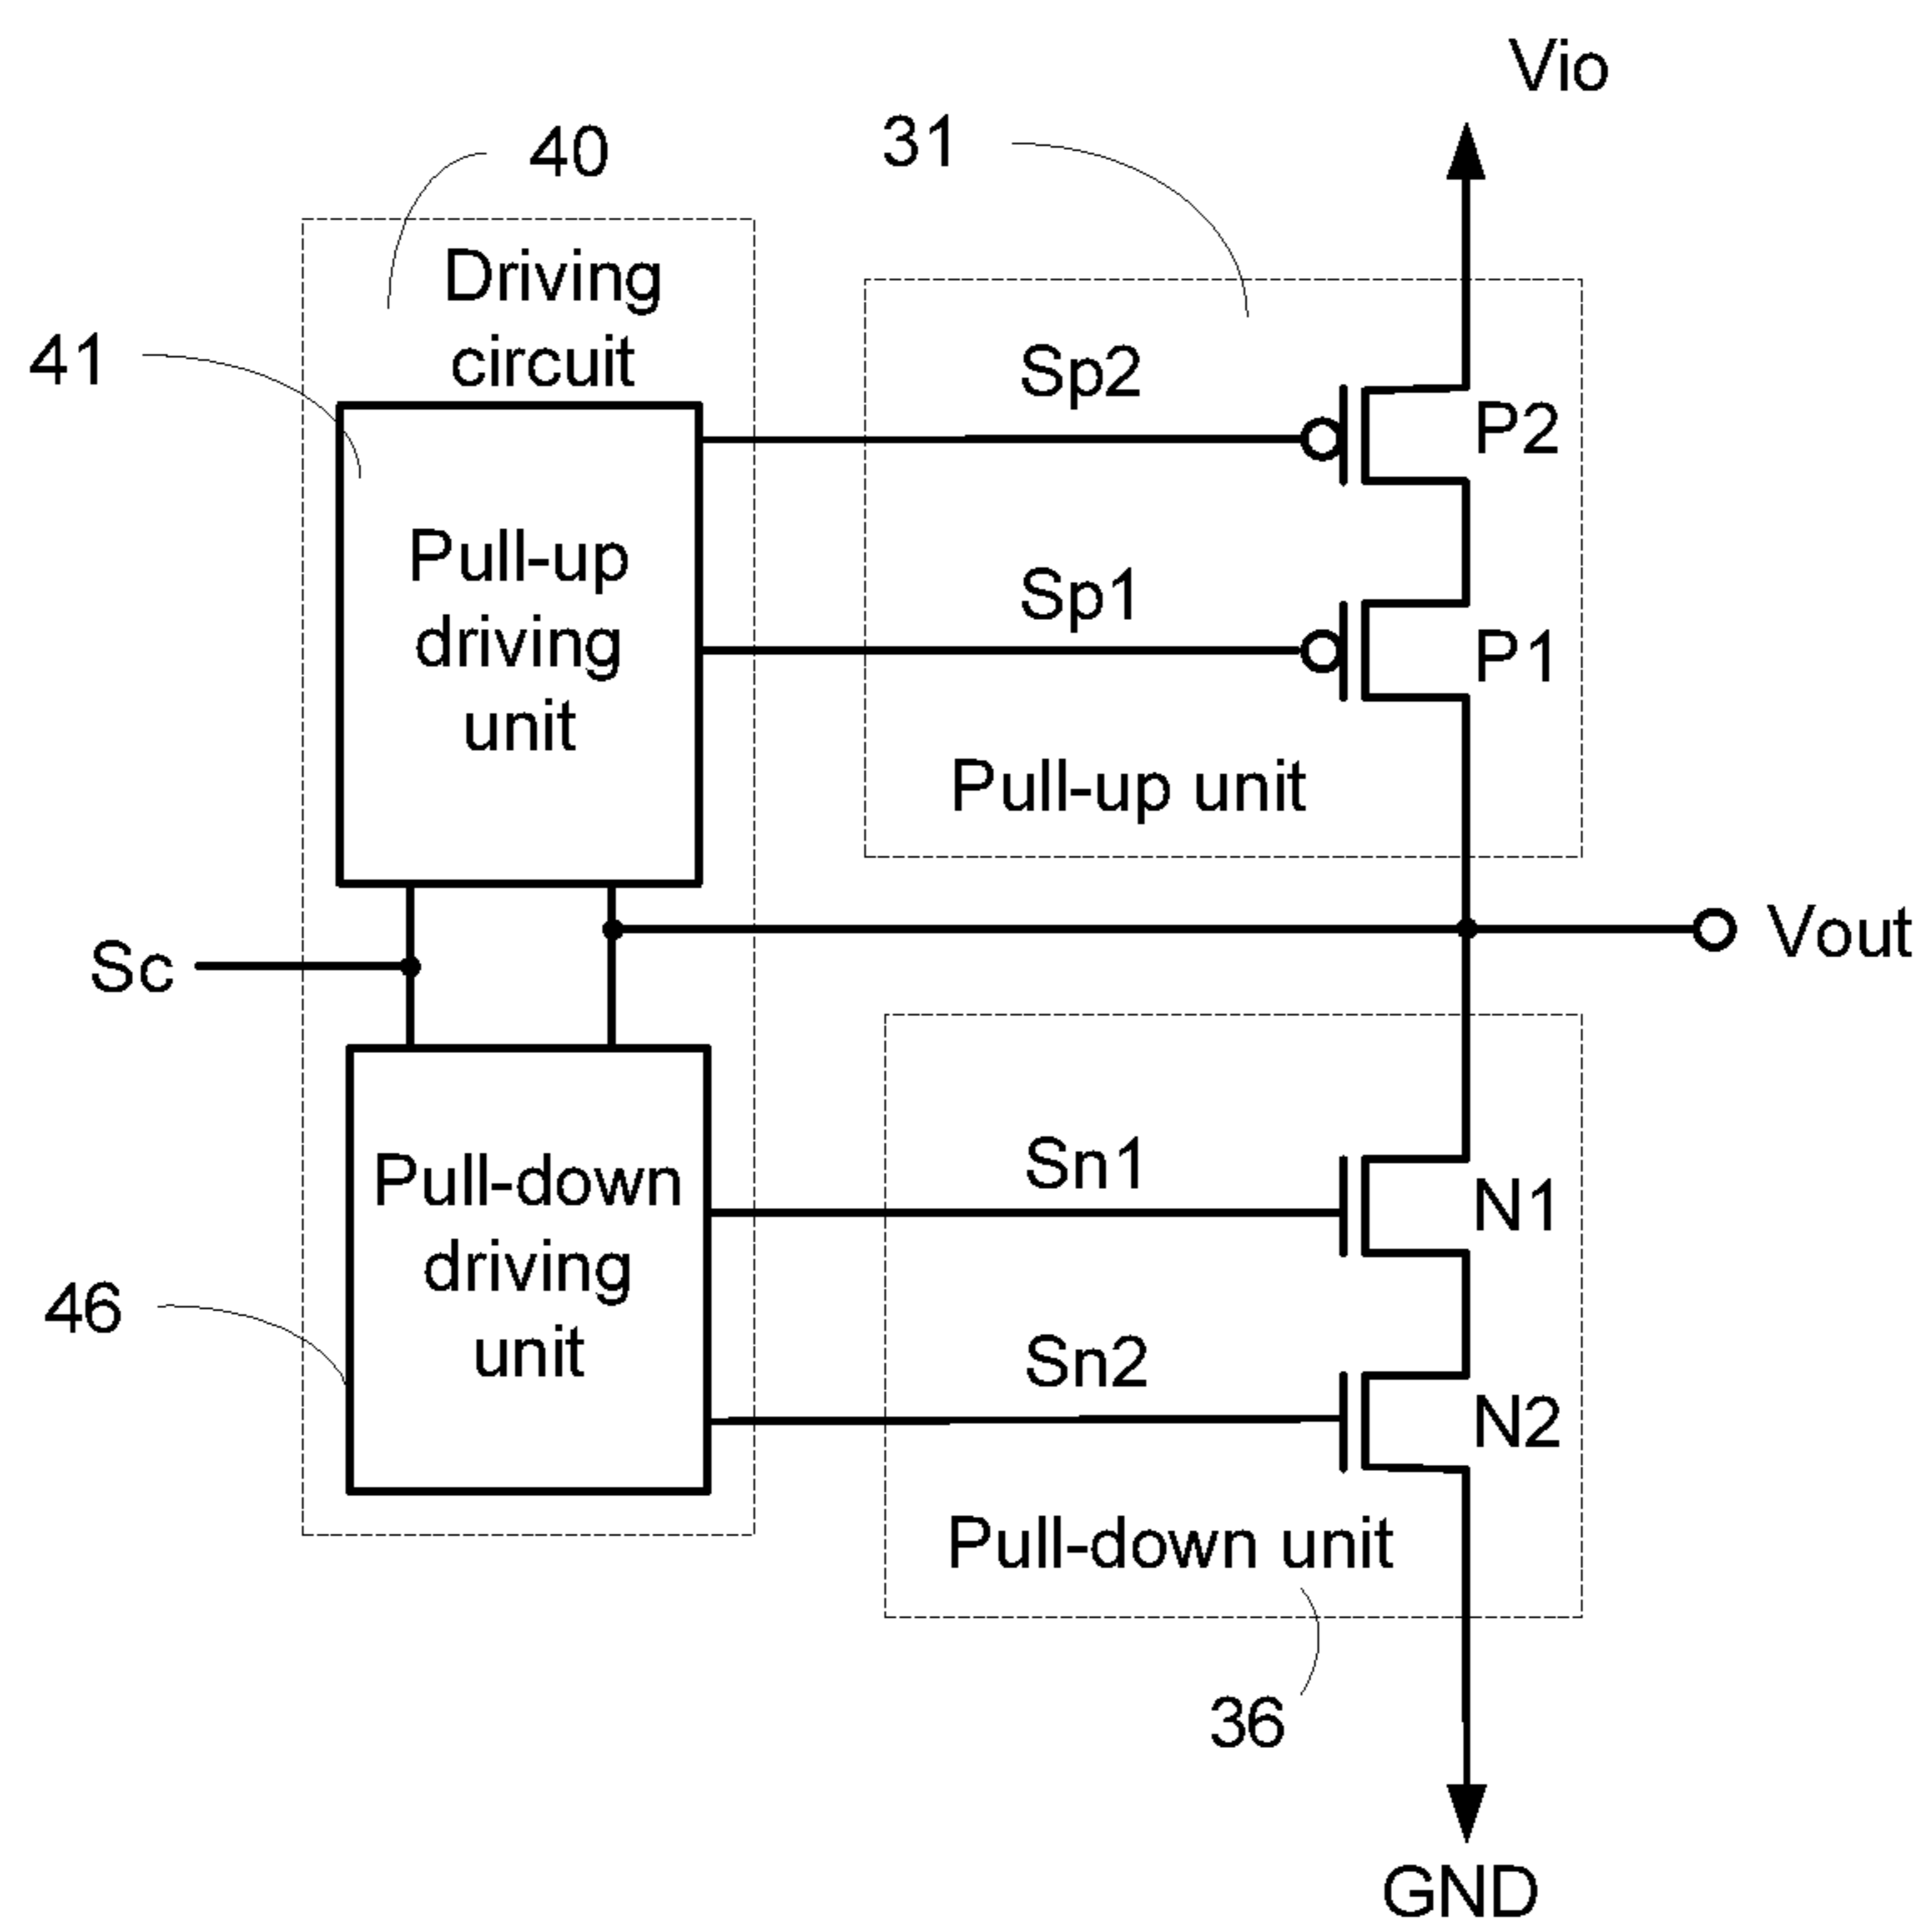 Vio
40
31
Driving
circuit
41
Sp2
P2
Pull-up
driving
unit
Sp1
P1
Pull-up unit
Sc
Vout
Pull-down
driving
unit
Sn1
N1
46
Sn2
N2
Pull-down unit
36
GND